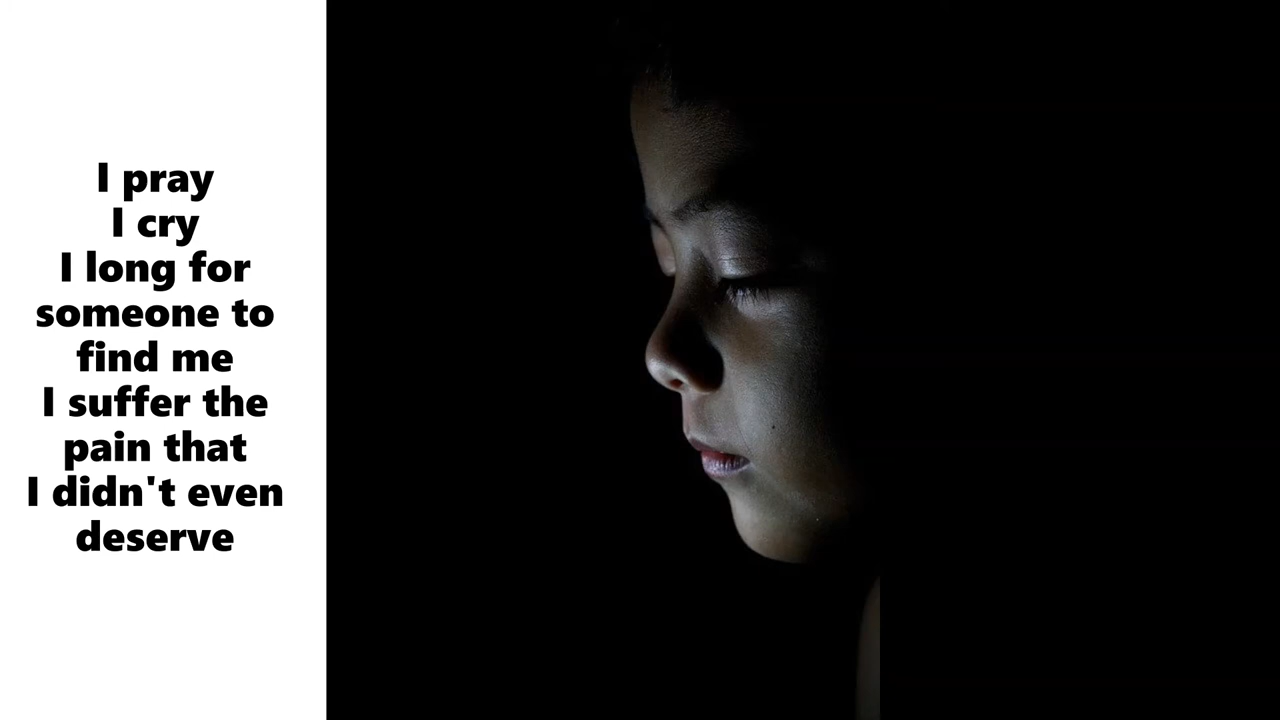 I pray
I cry
I long for
someone to
find me
I suffer the
pain that
I didn't even
deserve